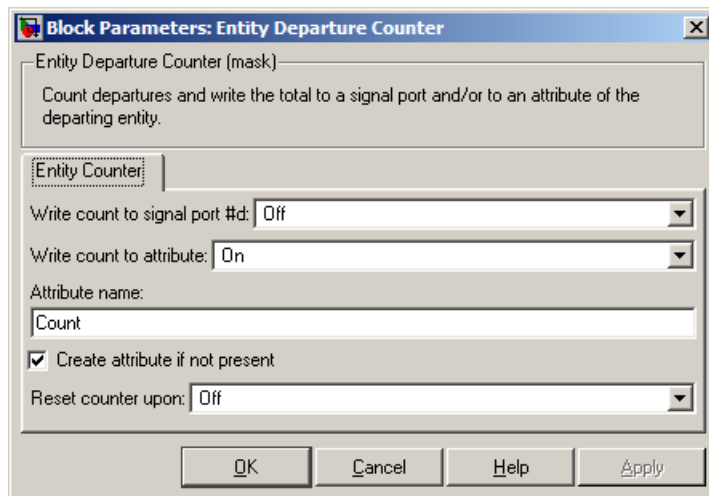 Block Parameters: Entity Departure Counter
Entity Departure Counter (mask)
Count departures and write the total to a signal port and/or to an attribute of the
departing entity.
Entity Counter
Write count to signal port #d: Off
Write count to attribute: On
Attribute name:
Count
Create attribute if not present
Reset counter upon: Off
OK Cancel Help Apply